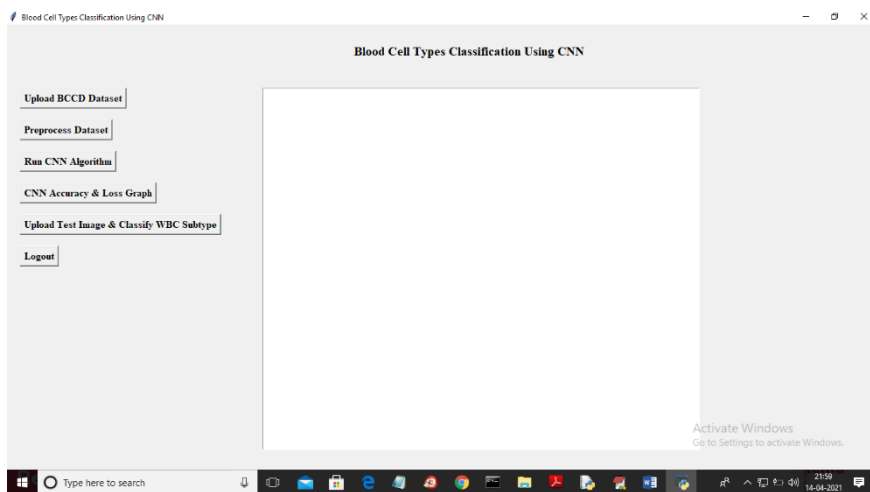 Blood Cell Types Classification Using CNN
Blood Cell Types Classification Using CNN
Upload BCCD Dataset
Preprocess Dataset
Run CNN Algorithm
CNN Accuracy & Loss Graph
Upload Test Image & Classify WBC Subtype
Logout
Activate Windows
Go to Settings to activate Windows.
Type here to search
21:59
14-04-2021